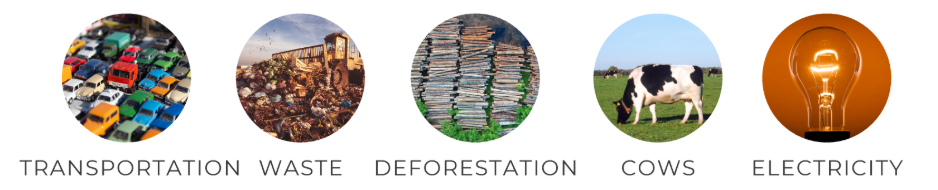 TRANSPORTATION WASTE DEFORESTATION COWS ELECTRICITY